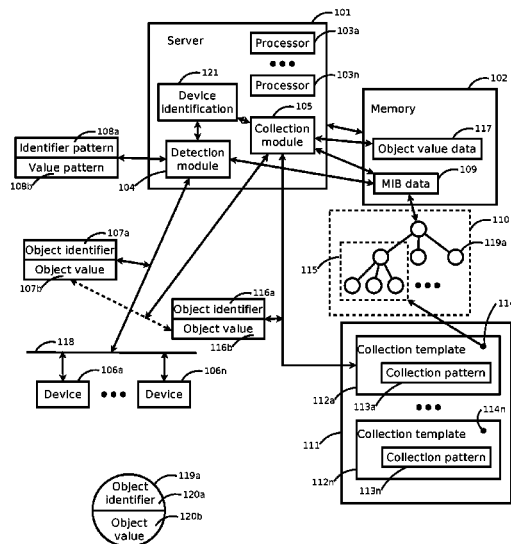 101
Server
Processor
103a
Processor
103n
121
Device
identification
105
Collection
module
102
Memory
117
Object value data
109
MIB data
108a
Identifier pattern
Value pattern
108b
104
Detection
module
110
119a
115
107a
Object identifier
Object value
107b
116a
Object identifier
Object value
116b
118
106a
Device
106n
Device
Collection template
Collection pattern
112a
113a
114n
111
Collection template
Collection pattern
112n
113n
119a
Object
identifier
120a
Object
value
120b